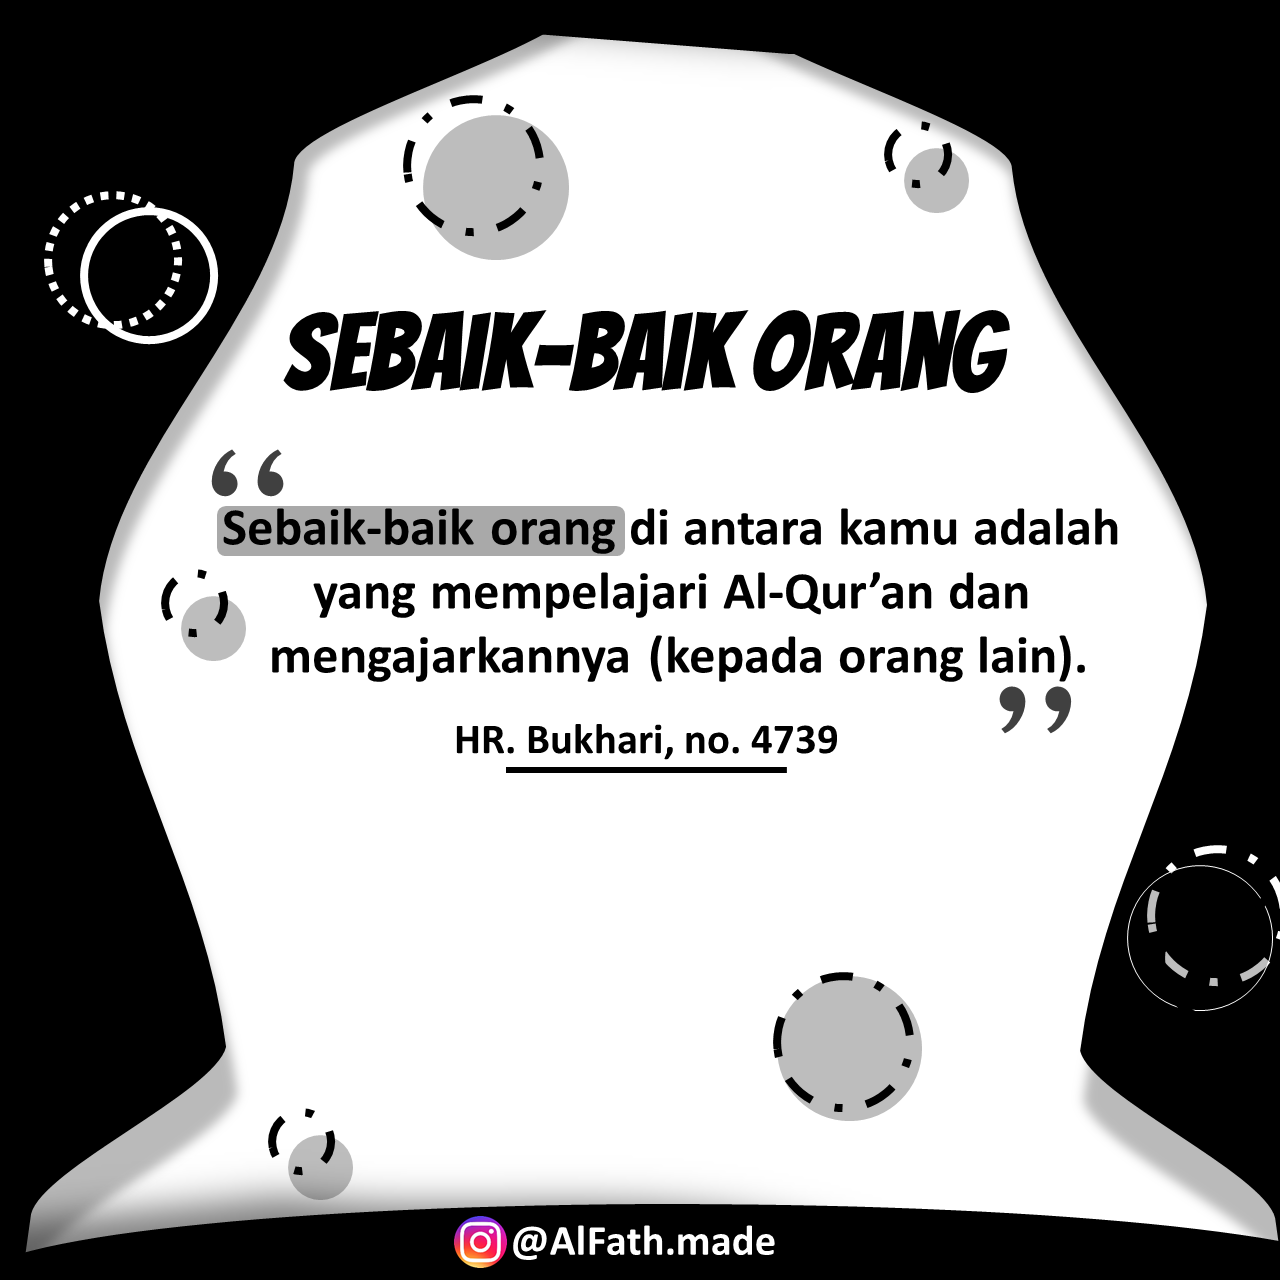 SEBAIK-BAIK ORANG
“
Sebaik-baik orang di antara kamu adalah
yang mempelajari Al-Qur’an dan
mengajarkannya (kepada orang lain).
”
HR. Bukhari, no. 4739
@AlFath.made